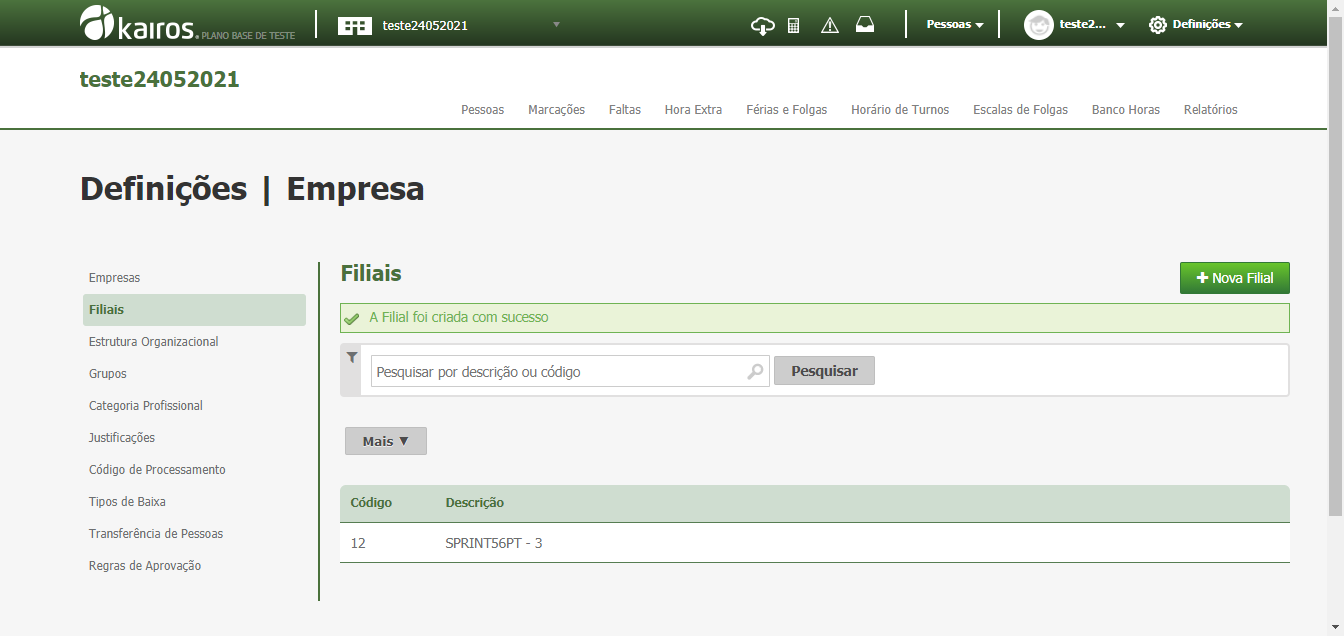 kairos. PLANO BASE DE TESTE
teste24052021
Pessoas
teste2...
Definições
teste24052021
Pessoas
Marcações
Faltas
Hora Extra
Férias e Folgas
Horário de Turnos
Escalas de Folgas
Banco Horas
Relatórios
Definições | Empresa
Empresas
Filiais
Estrutura Organizacional
Grupos
Categoria Profissional
Justificações
Código de Processamento
Tipos de Baixa
Transferência de Pessoas
Regras de Aprovação
Filiais
+ Nova Filial
A Filial foi criada com sucesso
Pesquisar por descrição ou código
Pesquisar
Mais ▼
Código Descrição
12 SPRINT56PT - 3